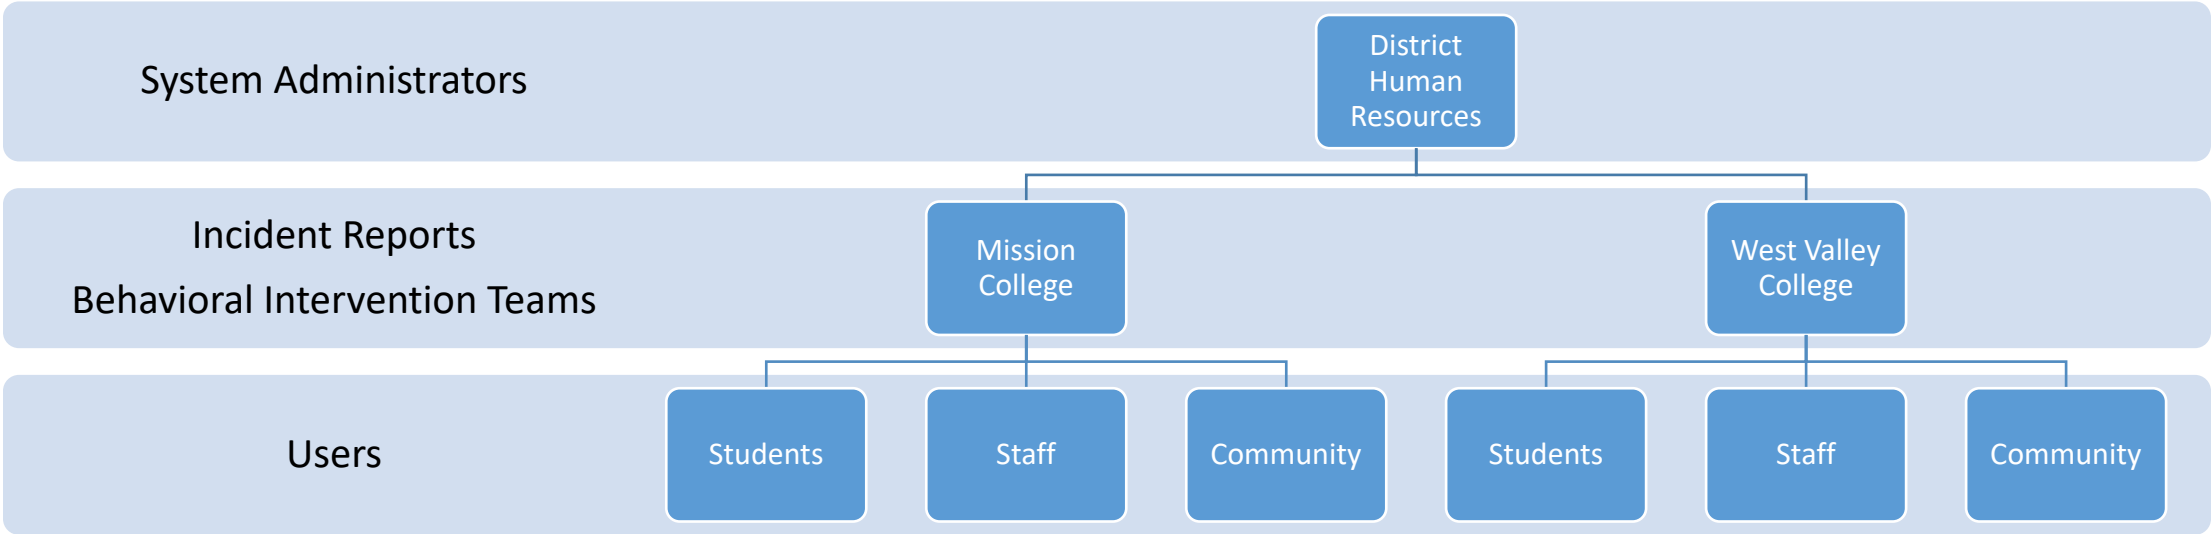 System Administrators
District
Human
Resources
Incident Reports
Behavioral Intervention Teams
Mission
College
West Valley
College
Users
Students
Staff
Community
Students
Staff
Community